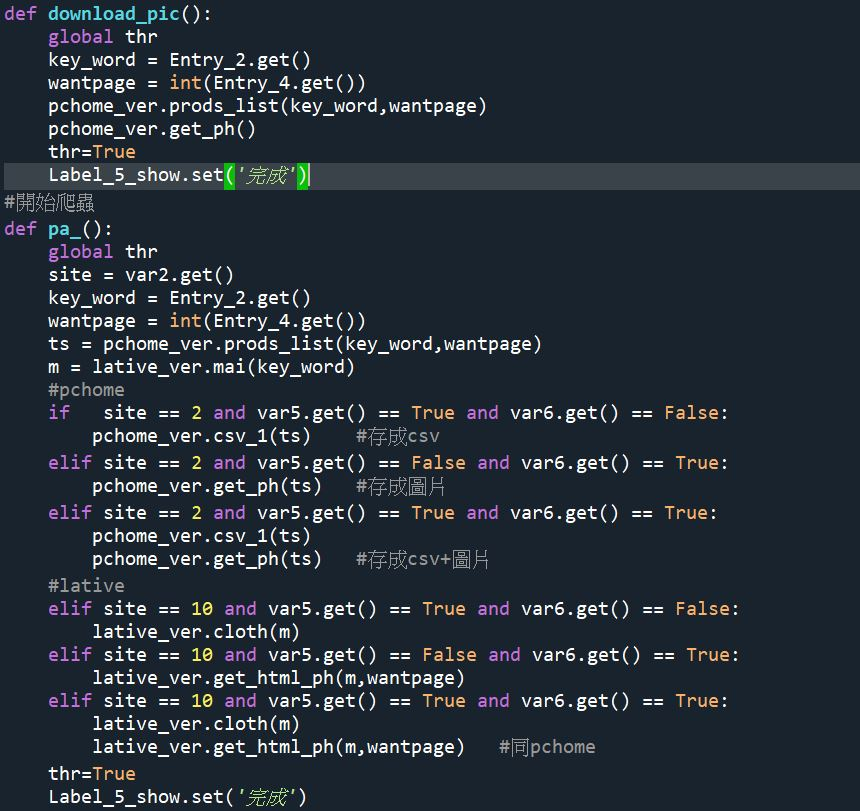 def download_pic():
    global thr
    key_word = Entry_2.get()
    wantpage = int(Entry_4.get())
    pchome_ver.prods_list(key_word,wantpage)
    pchome_ver.get_ph()
    thr=True
    Label_5_show.set('完成')
#開始爬蟲
def pa_():
    global thr
    site = var2.get()
    key_word = Entry_2.get()
    wantpage = int(Entry_4.get())
    ts = pchome_ver.prods_list(key_word,wantpage)
    m = lative_ver.mai(key_word)
    #pchome
    if   site == 2 and var5.get() == True and var6.get() == False:
        pchome_ver.csv_1(ts)    #存成csv
    elif site == 2 and var5.get() == False and var6.get() == True:
        pchome_ver.get_ph(ts)   #存成圖片
    elif site == 2 and var5.get() == True and var6.get() == True:
        pchome_ver.csv_1(ts)
        pchome_ver.get_ph(ts)   #存成csv+圖片
    #lative
    elif site == 10 and var5.get() == True and var6.get() == False:
        lative_ver.cloth(m)
    elif site == 10 and var5.get() == False and var6.get() == True:
        lative_ver.get_html_ph(m,wantpage)
    elif site == 10 and var5.get() == True and var6.get() == True:
        lative_ver.cloth(m)
        lative_ver.get_html_ph(m,wantpage)   #同pchome
    thr=True
    Label_5_show.set('完成')